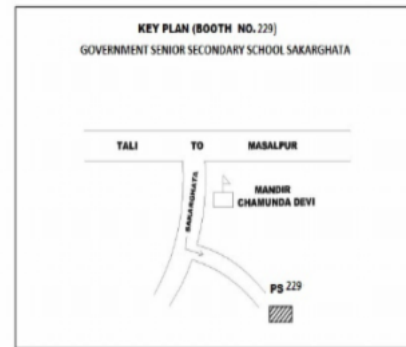 KEY PLAN (BOOTH NO. 229)
GOVERNMENT SENIOR SECONDARY SCHOOL SAKARGHATA
TALI TO MASALPUR
SAKARGHATA
MANDIR
CHAMUNDA DEVI
PS 229